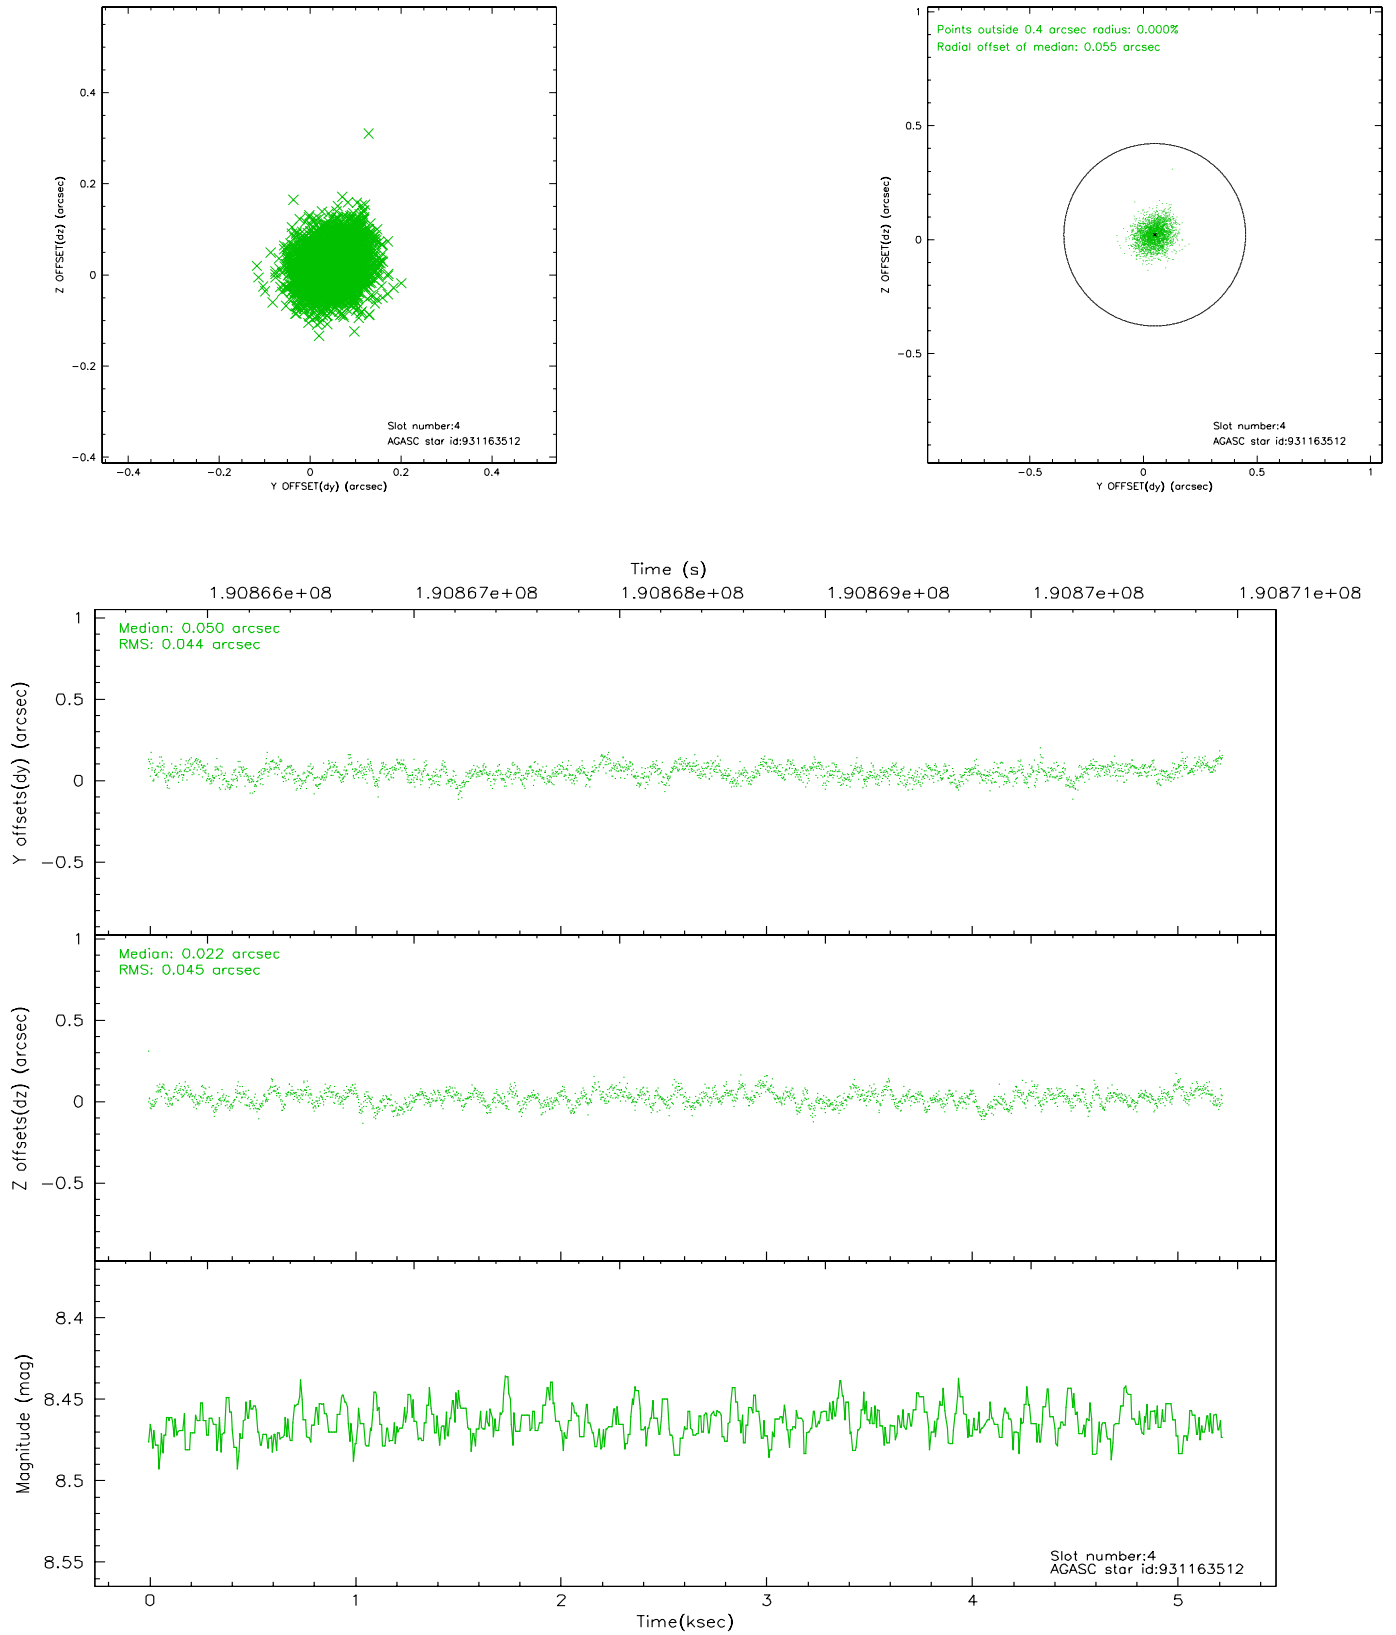 0.4
0.2
0
−0.2
−0.4
Z OFFSET(dz) (arcsec)
Slot number:4
AGASC star id:931163512
−0.4
−0.2
0
0.2
0.4
Y OFFSET(dy) (arcsec)
Points outside 0.4 arcsec radius: 0.000%
Radial offset of median: 0.055 arcsec
1
0.5
0
−0.5
Z OFFSET(dz) (arcsec)
Slot number:4
AGASC star id:931163512
−0.5
0
0.5
1
Y OFFSET(dy) (arcsec)
Time (s)
1.90866e+08
1.90867e+08
1.90868e+08
1.90869e+08
1.9087e+08
1.90871e+08
Median: 0.050 arcsec
RMS: 0.044 arcsec
1
0.5
0
−0.5
Y offsets(dy) (arcsec)
Median: 0.022 arcsec
RMS: 0.045 arcsec
1
0.5
0
−0.5
Z offsets(dz) (arcsec)
8.4
8.45
8.5
8.55
Magnitude (mag)
Slot number:4
AGASC star id:931163512
0
1
2
3
4
5
Time(ksec)